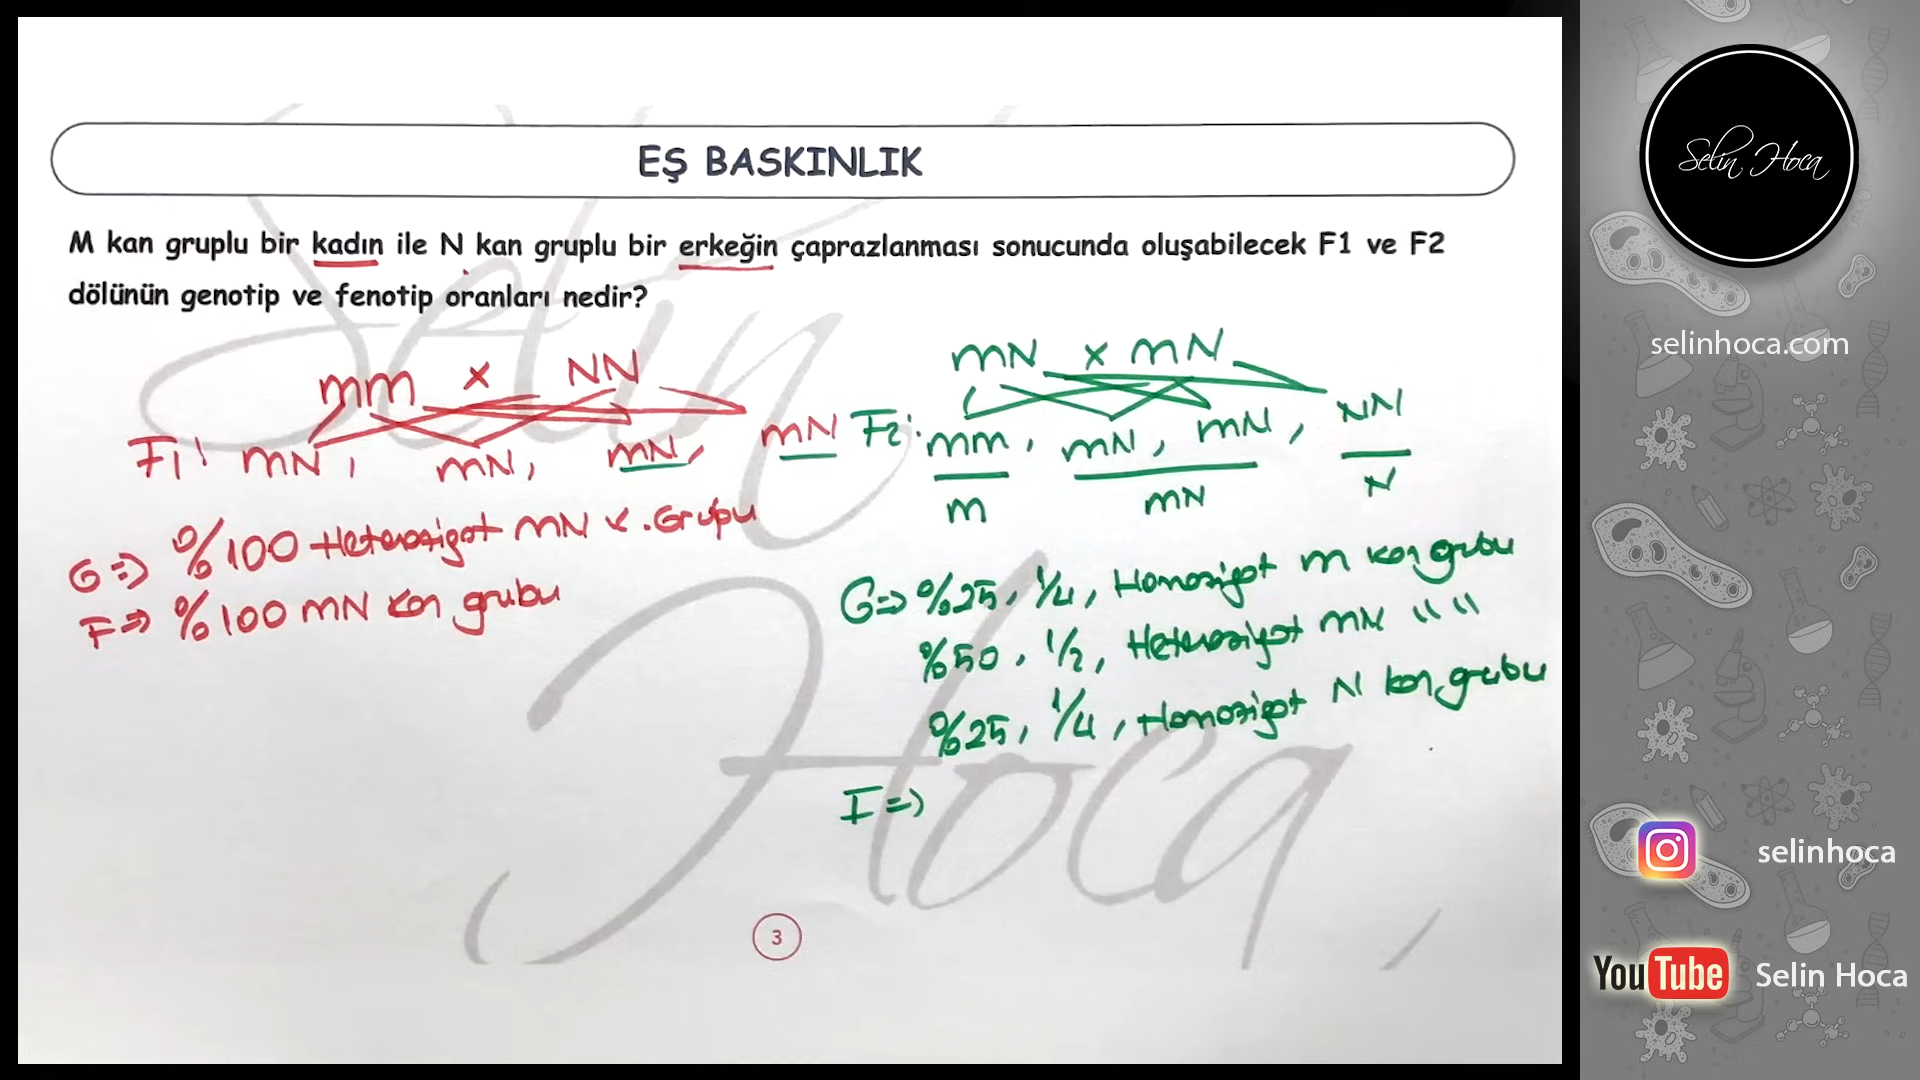 EŞ BASKINLIK
M kan gruplu bir kadın ile N kan gruplu bir erkeğin çaprazlanması sonucunda oluşabilecek F1 ve F2
dölünün genotip ve fenotip oranları nedir?
mm x NN
F1: mN, mN, mN, mN
G => %100 Heterozigot mN k. Grubu
F => %100 mN kan grubu
mN x mN
F2: mm, mN, mN, NN
m mN N
G => %25, 1/4, Homozigot m kan grubu
%50, 1/2, Heterozigot mN " "
%25, 1/4, Homozigot N kan grubu
I =>
3
Selin Hoca
Selin Hoca
selinhoca.com
selinhoca
YouTube Selin Hoca